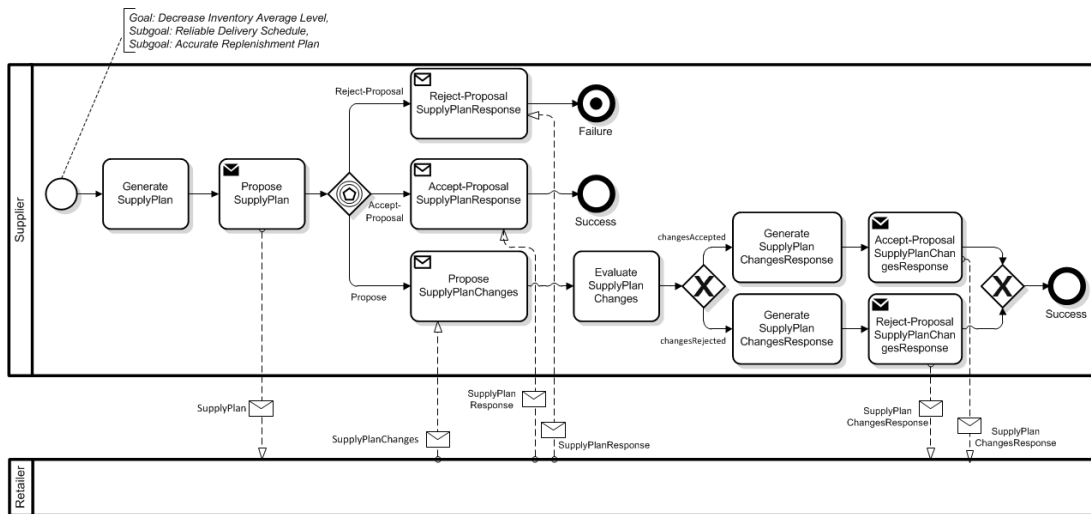 Goal: Decrease Inventory Average Level,
Subgoal: Reliable Delivery Schedule,
Subgoal: Accurate Replenishment Plan
Supplier
Generate
SupplyPlan
Propose
SupplyPlan
Reject-Proposal
Accept-
Proposal
Propose
Reject-Proposal
SupplyPlanResponse
Failure
Accept-Proposal
SupplyPlanResponse
Success
Propose
SupplyPlanChanges
Evaluate
SupplyPlan
Changes
changesAccepted
changesRejected
X
Generate
SupplyPlan
ChangesResponse
Accept-Proposal
SupplyPlanChan
gesResponse
Generate
SupplyPlan
ChangesResponse
Reject-Proposal
SupplyPlanChan
gesResponse
X
Success
SupplyPlan
SupplyPlanChanges
SupplyPlan
Response
SupplyPlanResponse
SupplyPlan
ChangesResponse
SupplyPlan
ChangesResponse
Retailer